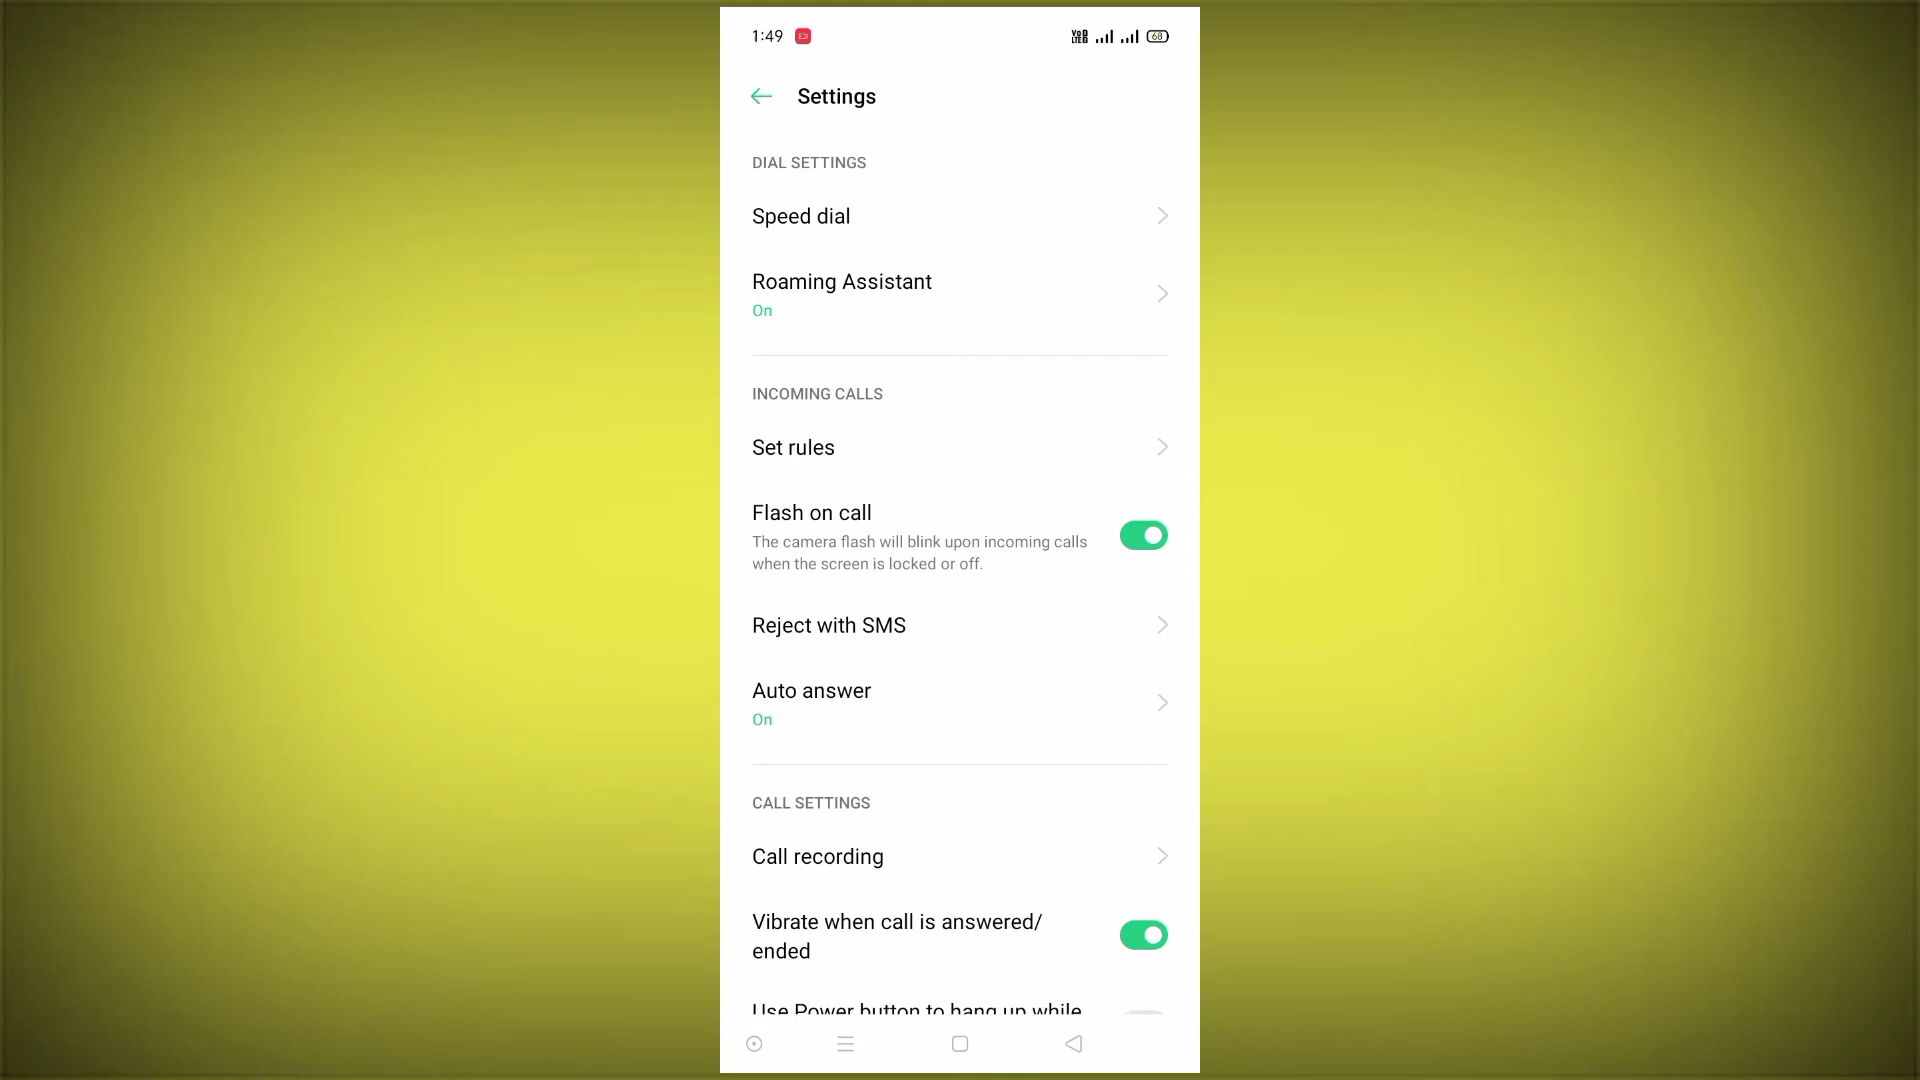 1:49
68
Settings
DIAL SETTINGS
Speed dial
Roaming Assistant
On
INCOMING CALLS
Set rules
Flash on call
The camera flash will blink upon incoming calls
when the screen is locked or off.
Reject with SMS
Auto answer
On
CALL SETTINGS
Call recording
Vibrate when call is answered/
ended
Use Power button to hang up while